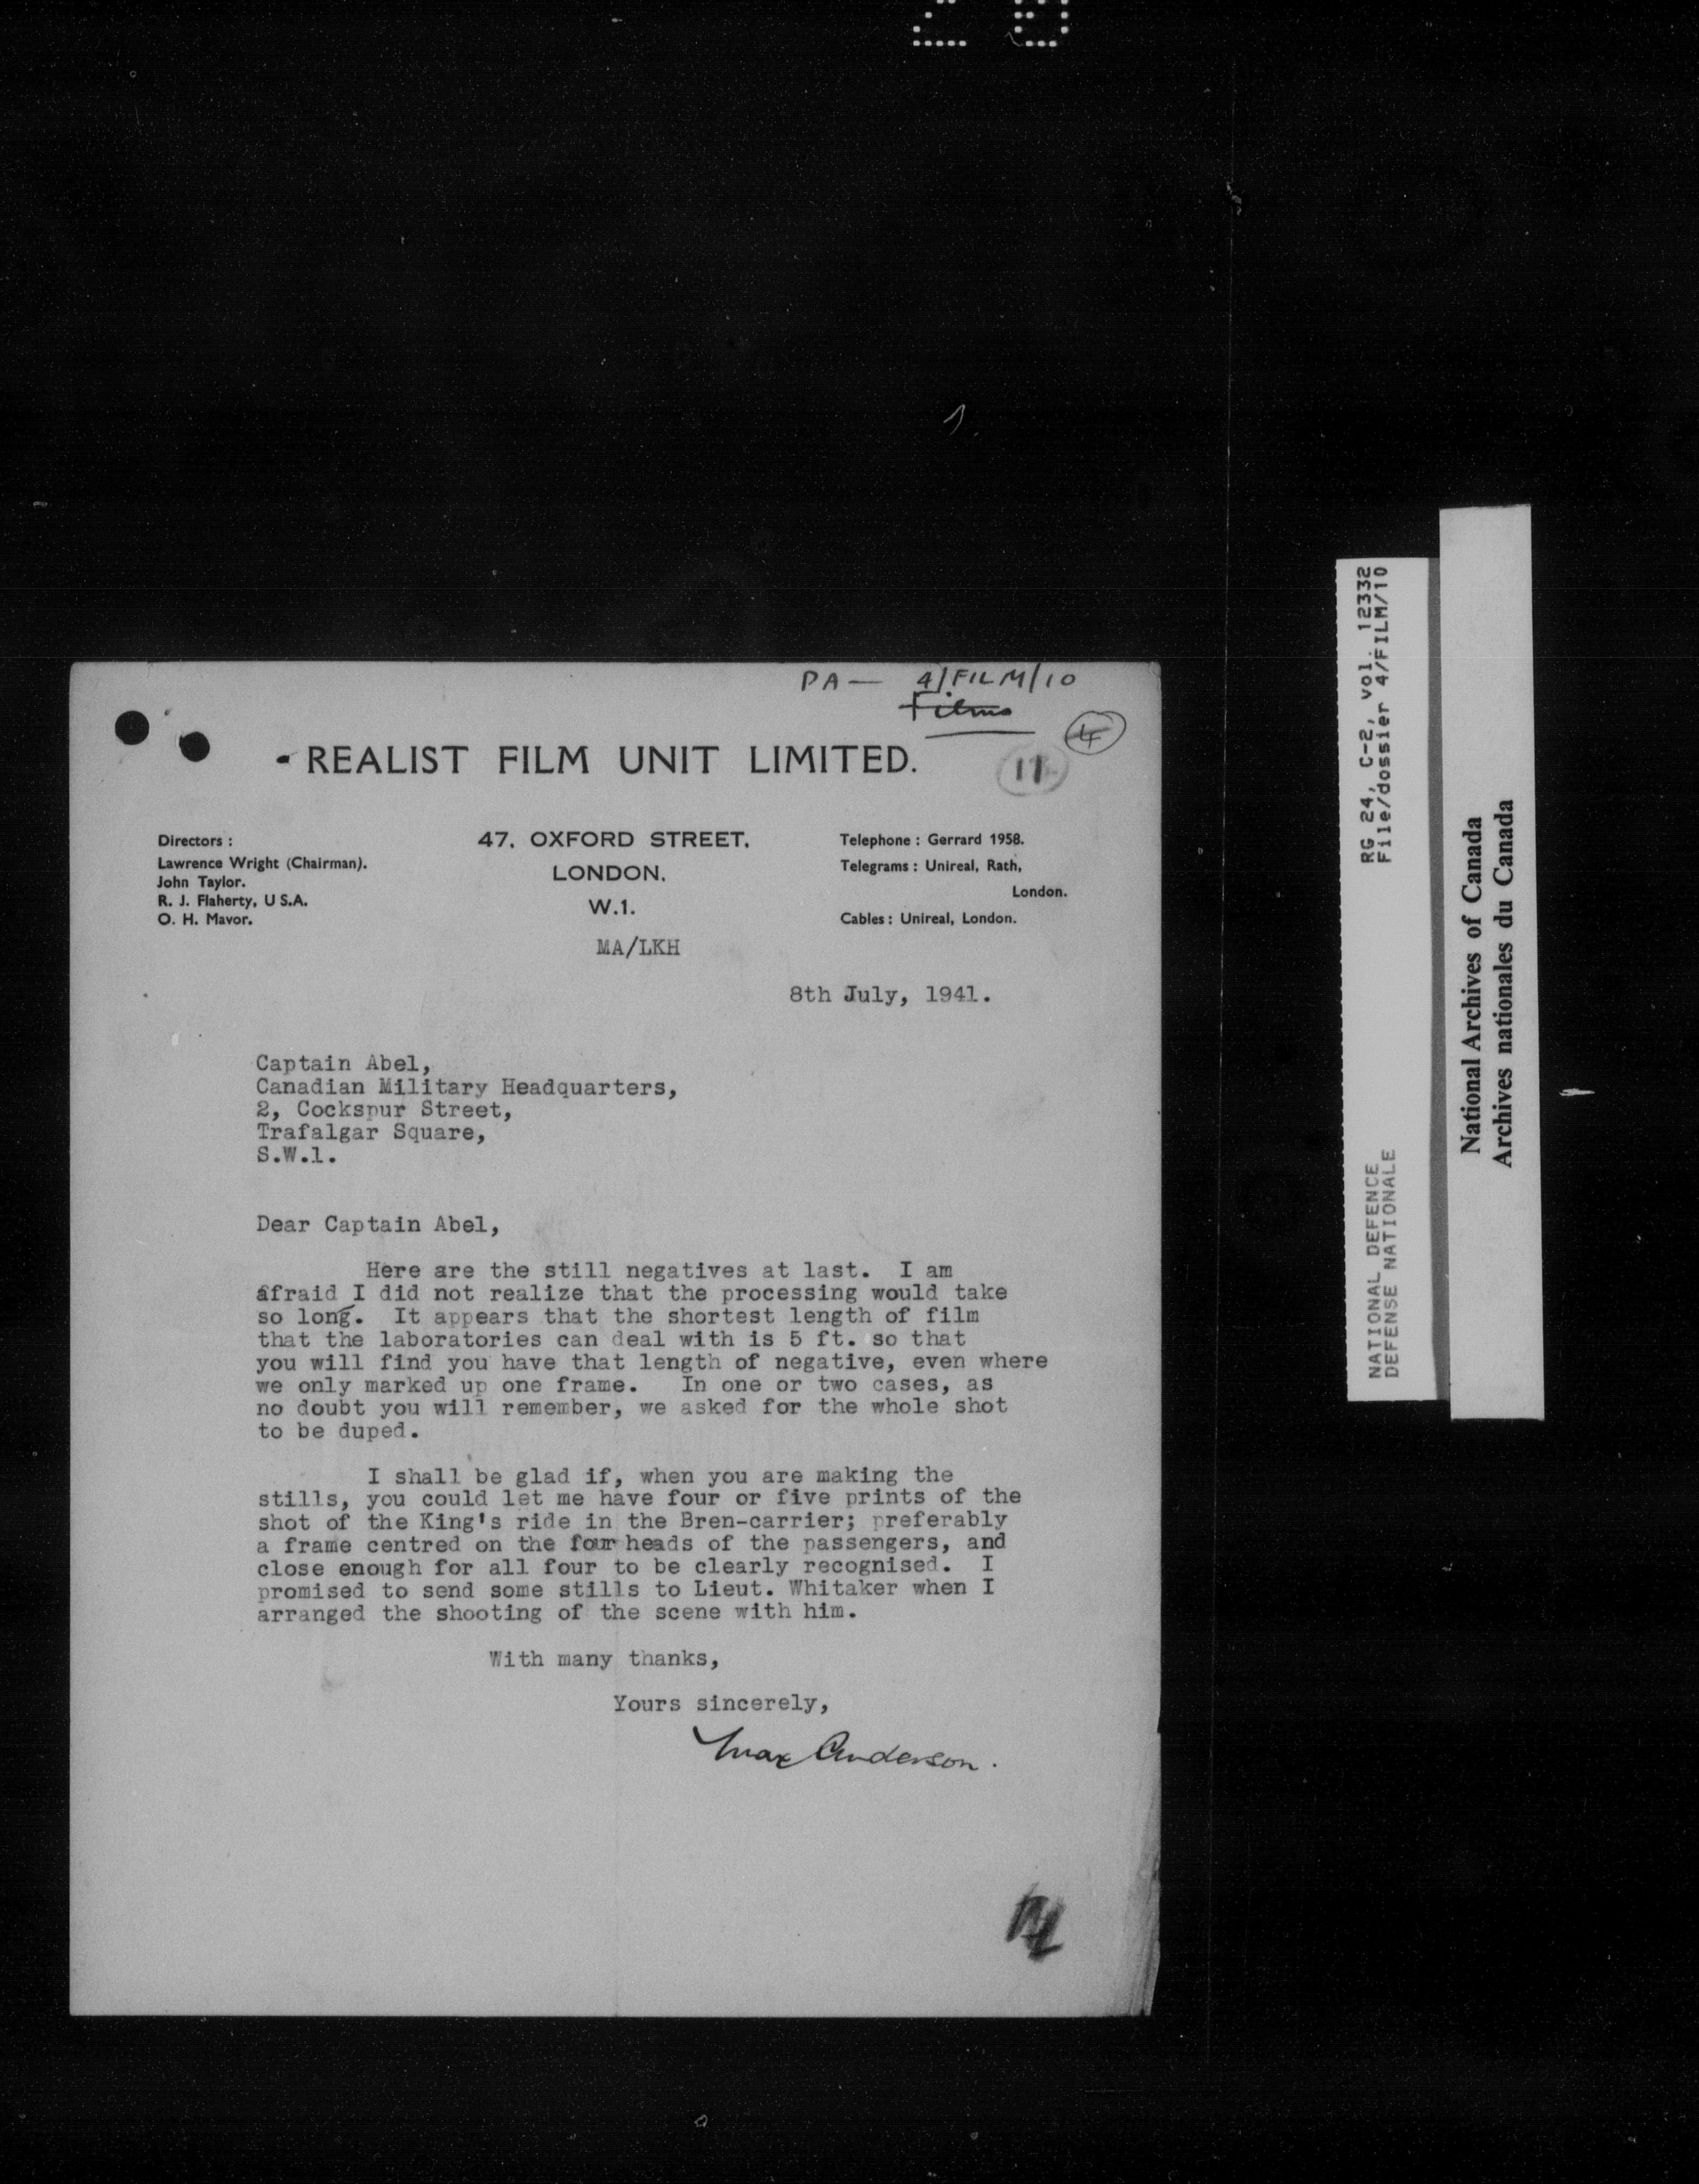 20
PA — 4/FILM/10
Films
4
11
REALIST FILM UNIT LIMITED.
Directors :
Lawrence Wright (Chairman).
John Taylor.
R. J. Flaherty, U S.A.
O. H. Mavor.
47, OXFORD STREET,
LONDON,
W.1.
Telephone : Gerrard 1958.
Telegrams : Unireal, Rath,
London.
Cables : Unireal, London.
MA/LKH
8th July, 1941.
Captain Abel,
Canadian Military Headquarters,
2, Cockspur Street,
Trafalgar Square,
S.W.1.
Dear Captain Abel,
Here are the still negatives at last. I am
afraid I did not realize that the processing would take
so long. It appears that the shortest length of film
that the laboratories can deal with is 5 ft. so that
you will find you have that length of negative, even where
we only marked up one frame. In one or two cases, as
no doubt you will remember, we asked for the whole shot
to be duped.
I shall be glad if, when you are making the
stills, you could let me have four or five prints of the
shot of the King's ride in the Bren-carrier; preferably
a frame centred on the four heads of the passengers, and
close enough for all four to be clearly recognised. I
promised to send some stills to Lieut. Whitaker when I
arranged the shooting of the scene with him.
With many thanks,
Yours sincerely,
Max Anderson.
RG 24, C-2, vol. 12332
File/dossier 4/FILM/10
NATIONAL DEFENCE
DEFENSE NATIONALE
National Archives of Canada
Archives nationales du Canada